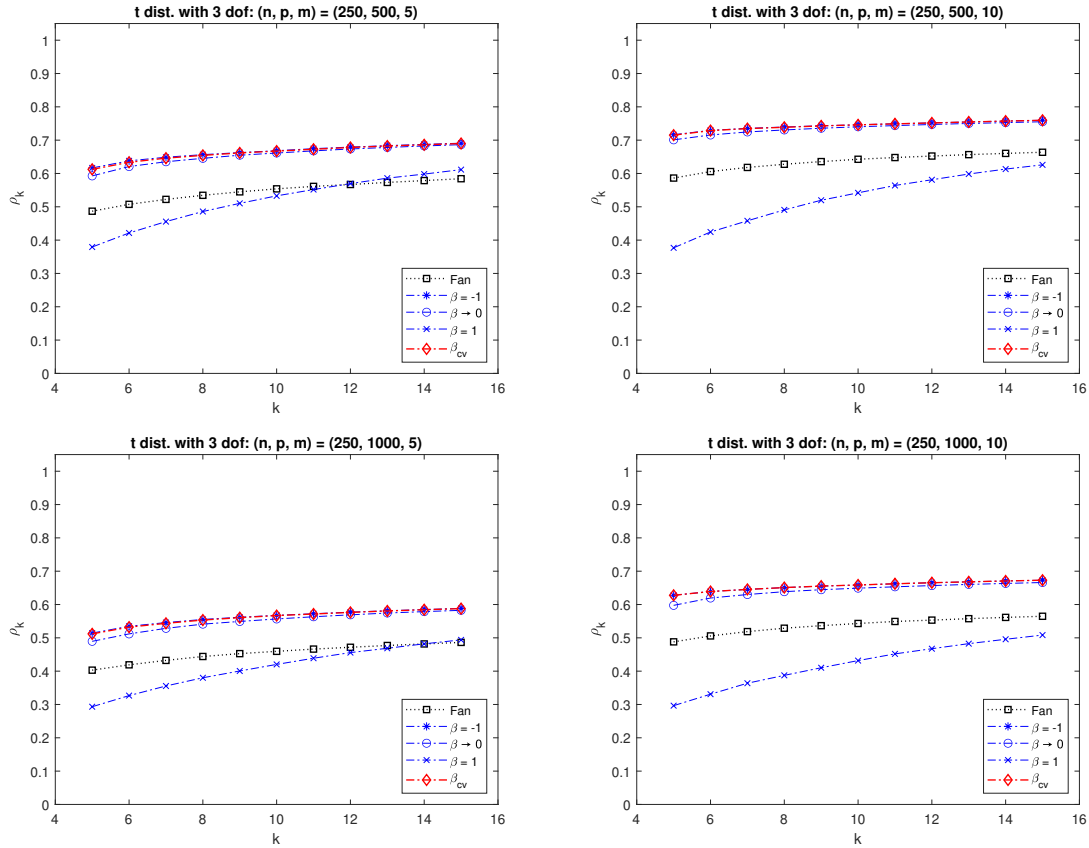 t dist. with 3 dof: (n, p, m) = (250, 500, 5)
1
0.9
0.8
0.7
0.6
0.5
0.4
0.3
0.2
0.1
0
ρk
4 6 8 10 12 14 16
k
Fan
β = -1
β → 0
β = 1
βcv
t dist. with 3 dof: (n, p, m) = (250, 500, 10)
1
0.9
0.8
0.7
0.6
0.5
0.4
0.3
0.2
0.1
0
ρk
4 6 8 10 12 14 16
k
Fan
β = -1
β → 0
β = 1
βcv
t dist. with 3 dof: (n, p, m) = (250, 1000, 5)
1
0.9
0.8
0.7
0.6
0.5
0.4
0.3
0.2
0.1
0
ρk
4 6 8 10 12 14 16
k
Fan
β = -1
β → 0
β = 1
βcv
t dist. with 3 dof: (n, p, m) = (250, 1000, 10)
1
0.9
0.8
0.7
0.6
0.5
0.4
0.3
0.2
0.1
0
ρk
4 6 8 10 12 14 16
k
Fan
β = -1
β → 0
β = 1
βcv